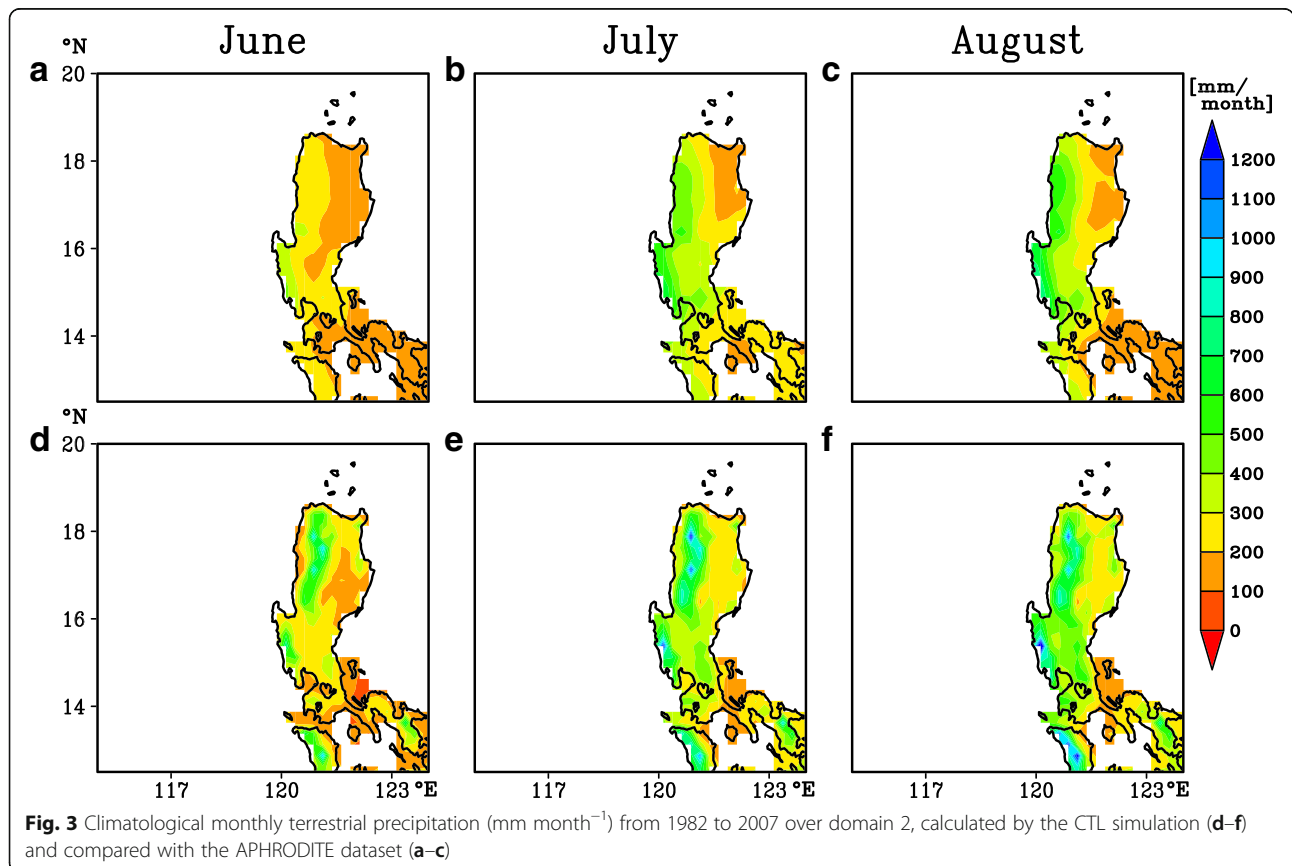 June July August
°N
a b c
[mm/
month]
20
18
16
14
1200
1100
1000
900
800
700
600
500
400
300
200
100
0
°N
d e f
20
18
16
14
117 120 123 °E 117 120 123 °E 117 120 123 °E
Fig. 3 Climatological monthly terrestrial precipitation (mm month⁻¹) from 1982 to 2007 over domain 2, calculated by the CTL simulation (d–f)
and compared with the APHRODITE dataset (a–c)